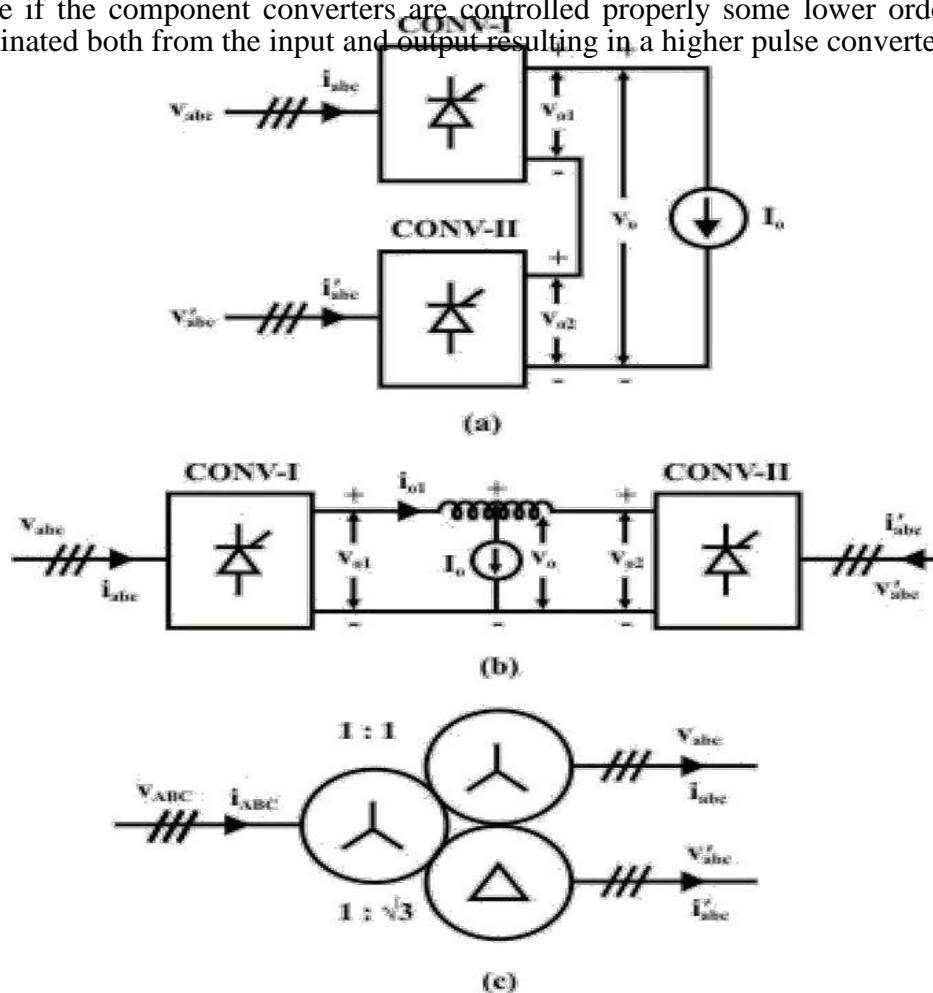 e if the component converters are controlled properly some lower orde
inated both from the input and output resulting in a higher pulse converte
CONV-I
i_abc
v_abc
+ +
v_o1
-
v_o
I_o
CONV-II
i'_abc
v'_abc
+
v_o2
- -
(a)
CONV-I CONV-II
v_abc
i_abc
i_o1
+ + +
v_o1 I_o v_o v_o2
- - -
i'_abc
v'_abc
(b)
1 : 1
v_ABC i_ABC
v_abc
i_abc
v'_abc
i'_abc
1 : √3
(c)